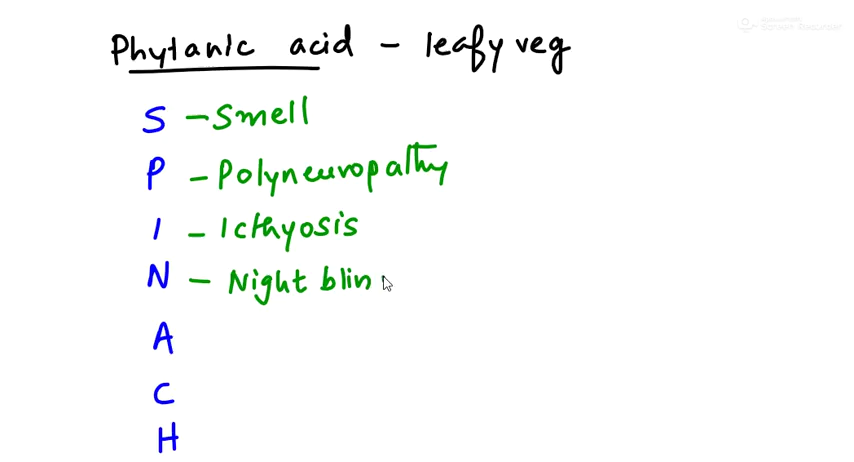 Phytanic acid - leafy veg
S - Smell
P - Polyneuropathy
I - Icthyosis
N - Night blin
A
C
H